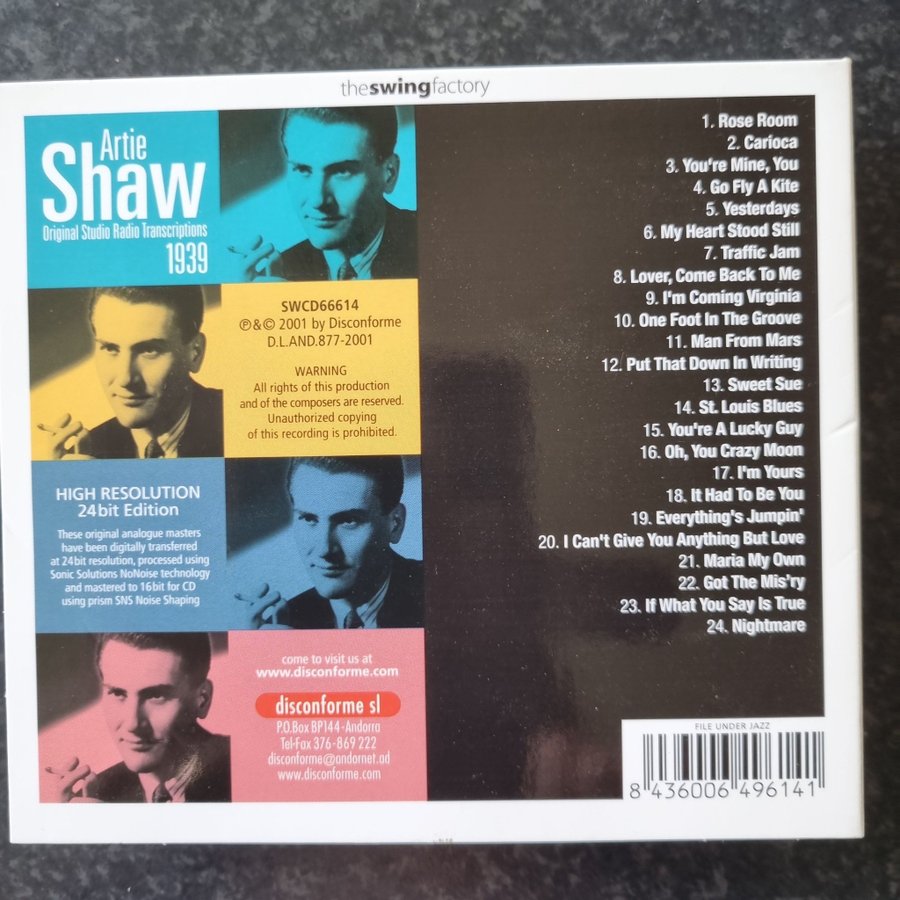 theswingfactory
Artie
Shaw
Original Studio Radio Transcriptions
1939
SWCD66614
℗&© 2001 by Disconforme
D.L.AND.877-2001
WARNING
All rights of this production
and of the composers are reserved.
Unauthorized copying
of this recording is prohibited.
HIGH RESOLUTION
24bit Edition
These original analogue masters
have been digitally transferred
at 24bit resolution, processed using
Sonic Solutions NoNoise technology
and mastered to 16bit for CD
using prism SNS Noise Shaping
come to visit us at
www.disconforme.com
disconforme sl
P.O.Box BP144-Andorra
Tel-Fax 376-869 222
disconforme@andornet.ad
www.disconforme.com
1. Rose Room
2. Carioca
3. You're Mine, You
4. Go Fly A Kite
5. Yesterdays
6. My Heart Stood Still
7. Traffic Jam
8. Lover, Come Back To Me
9. I'm Coming Virginia
10. One Foot In The Groove
11. Man From Mars
12. Put That Down In Writing
13. Sweet Sue
14. St. Louis Blues
15. You're A Lucky Guy
16. Oh, You Crazy Moon
17. I'm Yours
18. It Had To Be You
19. Everything's Jumpin'
20. I Can't Give You Anything But Love
21. Maria My Own
22. Got The Mis'ry
23. If What You Say Is True
24. Nightmare
FILE UNDER JAZZ
8 436006 496141